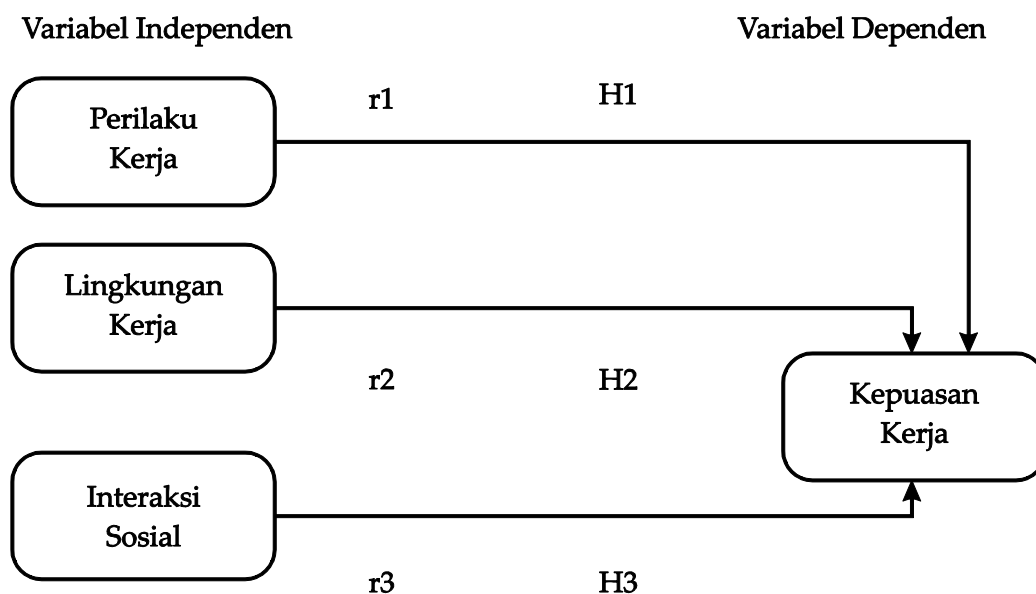 Variabel Independen
Variabel Dependen
Perilaku
Kerja
r1
H1
Lingkungan
Kerja
r2
H2
Kepuasan
Kerja
Interaksi
Sosial
r3
H3